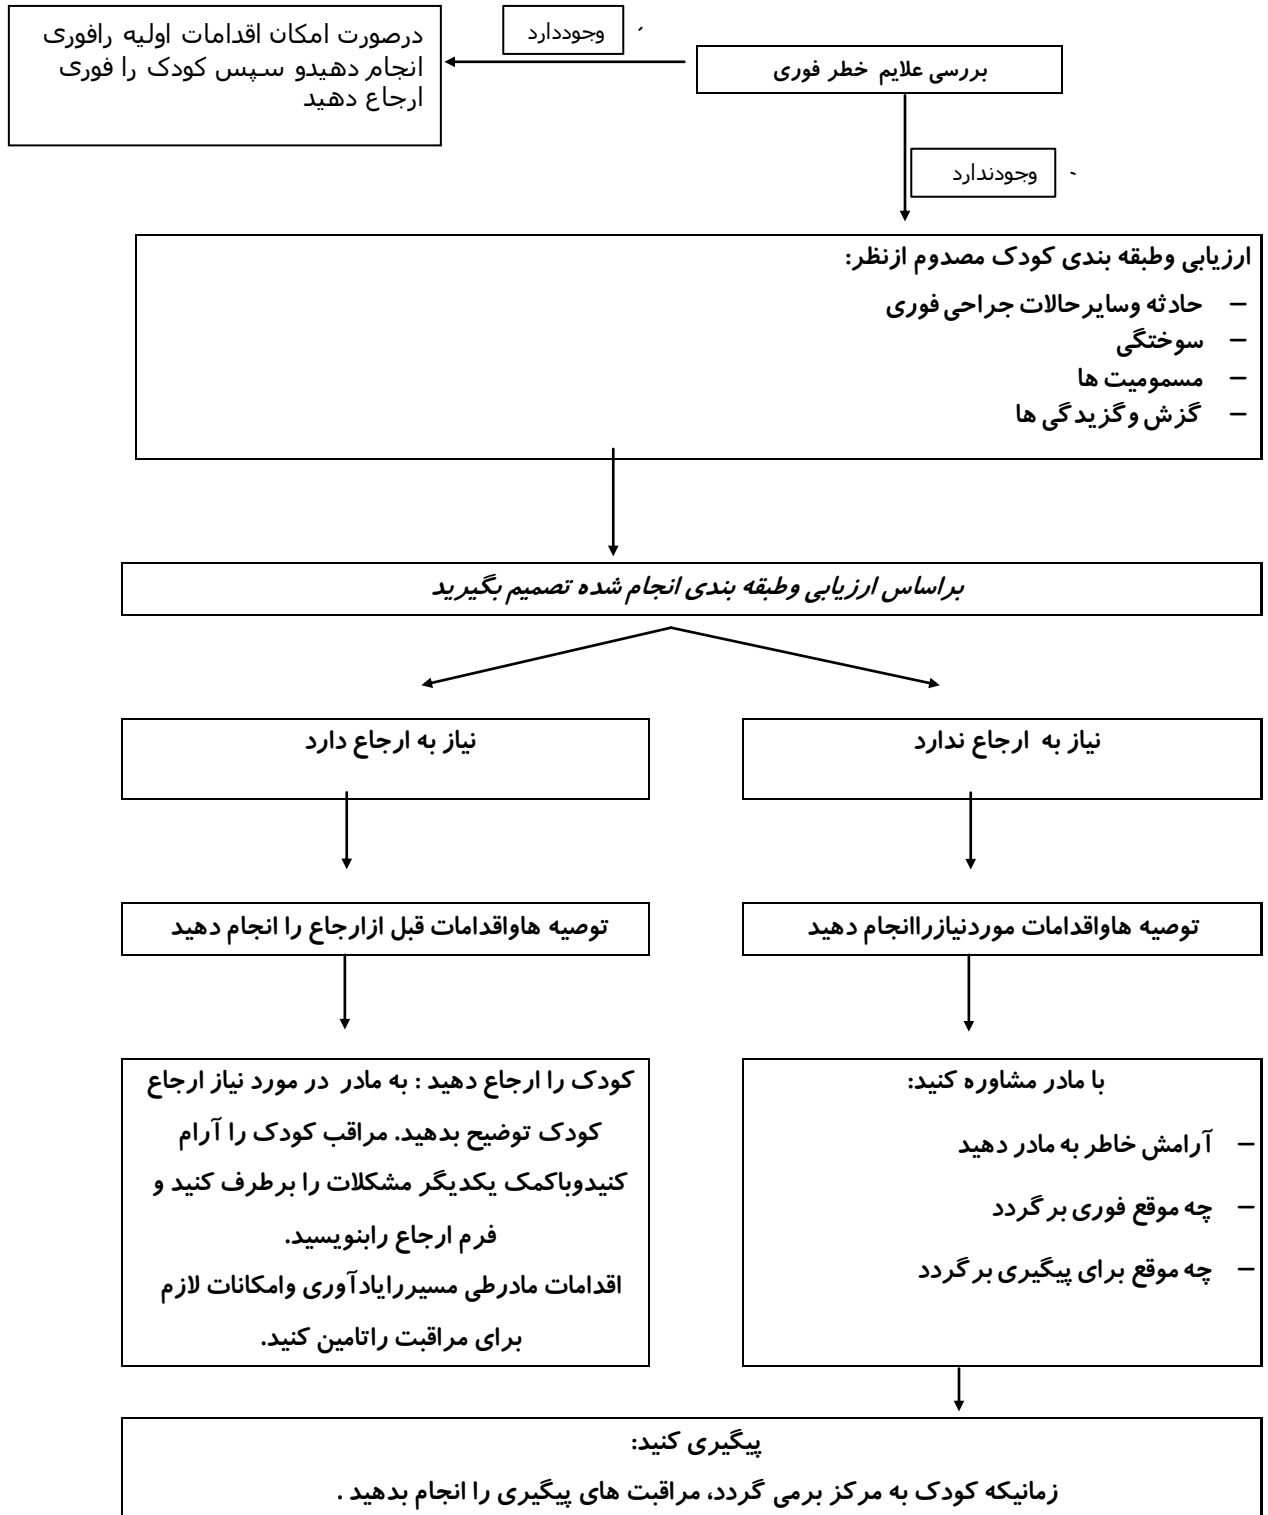 درصورت امکان اقدامات اولیه رافوری
انجام دهیدو سپس کودک را فوری
ارجاع دهید
وجوددارد
بررسی علایم خطر فوری
وجودندارد
ارزیابی وطبقه بندی کودک مصدوم ازنظر:
– حادثه وسایر حالات جراحی فوری
– سوختگی
– مسمومیت ها
– گزش وگزیدگی ها
براساس ارزیابی وطبقه بندی انجام شده تصمیم بگیرید
نیاز به ارجاع ندارد
نیاز به ارجاع دارد
توصیه هاواقدامات موردنیازراانجام دهید
توصیه هاواقدامات قبل ازارجاع را انجام دهید
با مادر مشاوره کنید:
– آرامش خاطر به مادر دهید
– چه موقع فوری بر گردد
– چه موقع برای پیگیری بر گردد
کودک را ارجاع دهید : به مادر در مورد نیاز ارجاع
کودک توضیح بدهید. مراقب کودک را آرام
کنیدوباکمک یکدیگر مشکلات را برطرف کنید و
فرم ارجاع رابنویسید.
اقدامات مادرطی مسیررایادآوری وامکانات لازم
برای مراقبت راتامین کنید.
پیگیری کنید:
زمانیکه کودک به مرکز برمی گردد، مراقبت های پیگیری را انجام بدهید .